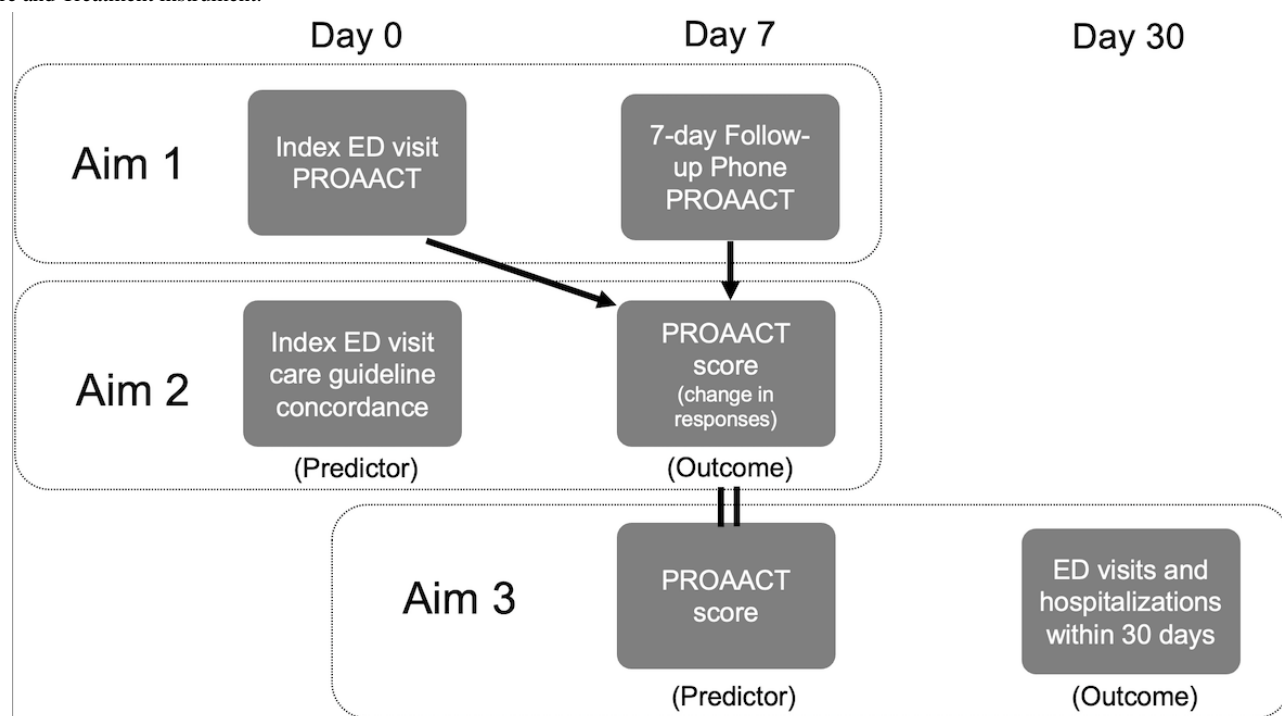 Day 0
Day 7
Day 30
Aim 1
Index ED visit
PROAACT
7-day Follow-
up Phone
PROAACT
Aim 2
Index ED visit
care guideline
concordance
(Predictor)
PROAACT
score
(change in
responses)
(Outcome)
Aim 3
PROAACT
score
(Predictor)
ED visits and
hospitalizations
within 30 days
(Outcome)